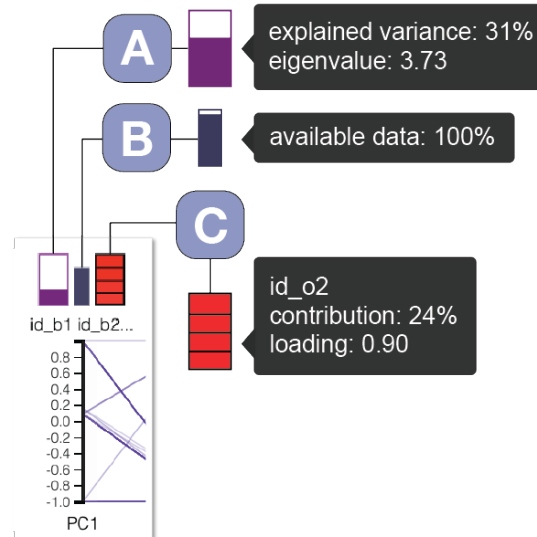 A
explained variance: 31%
eigenvalue: 3.73
B
available data: 100%
C
id_o2
contribution: 24%
loading: 0.90
id_b1 id_b2...
0.8
0.6
0.4
0.2
0.0
-0.2
-0.4
-0.6
-0.8
-1.0
PC1